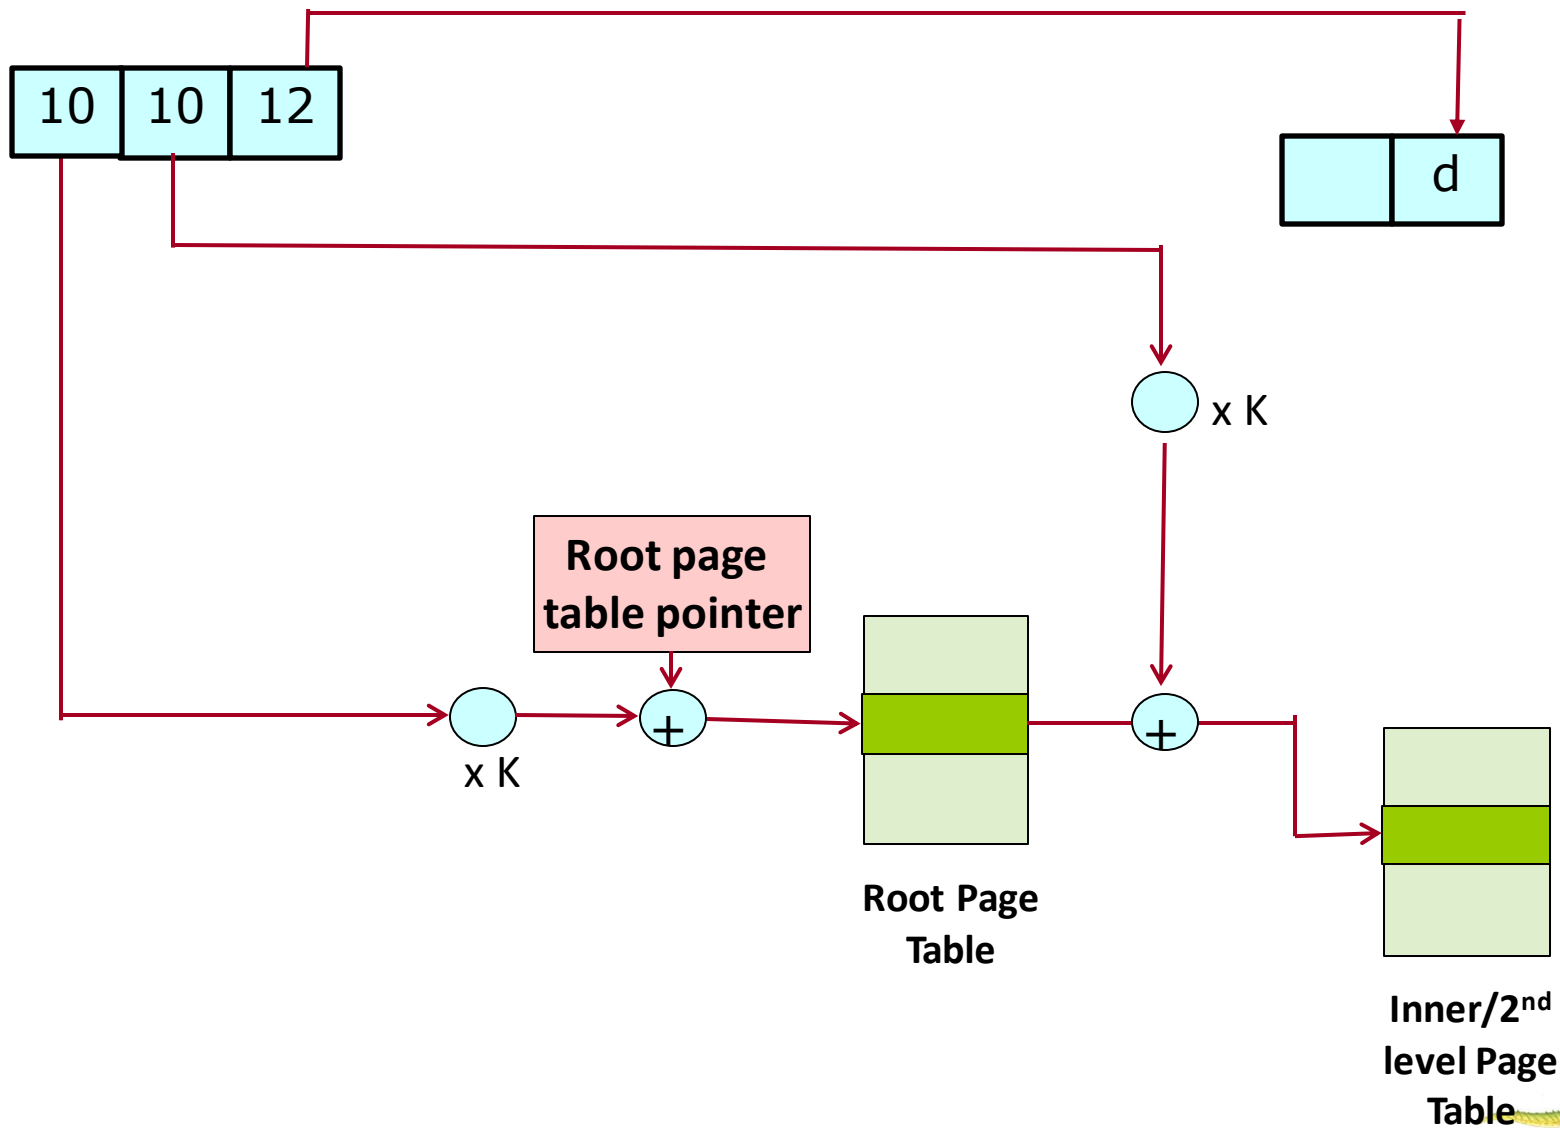 10 10 12
d
x K
Root page
table pointer
+
+
x K
Root Page
Table
Inner/2nd
level Page
Table